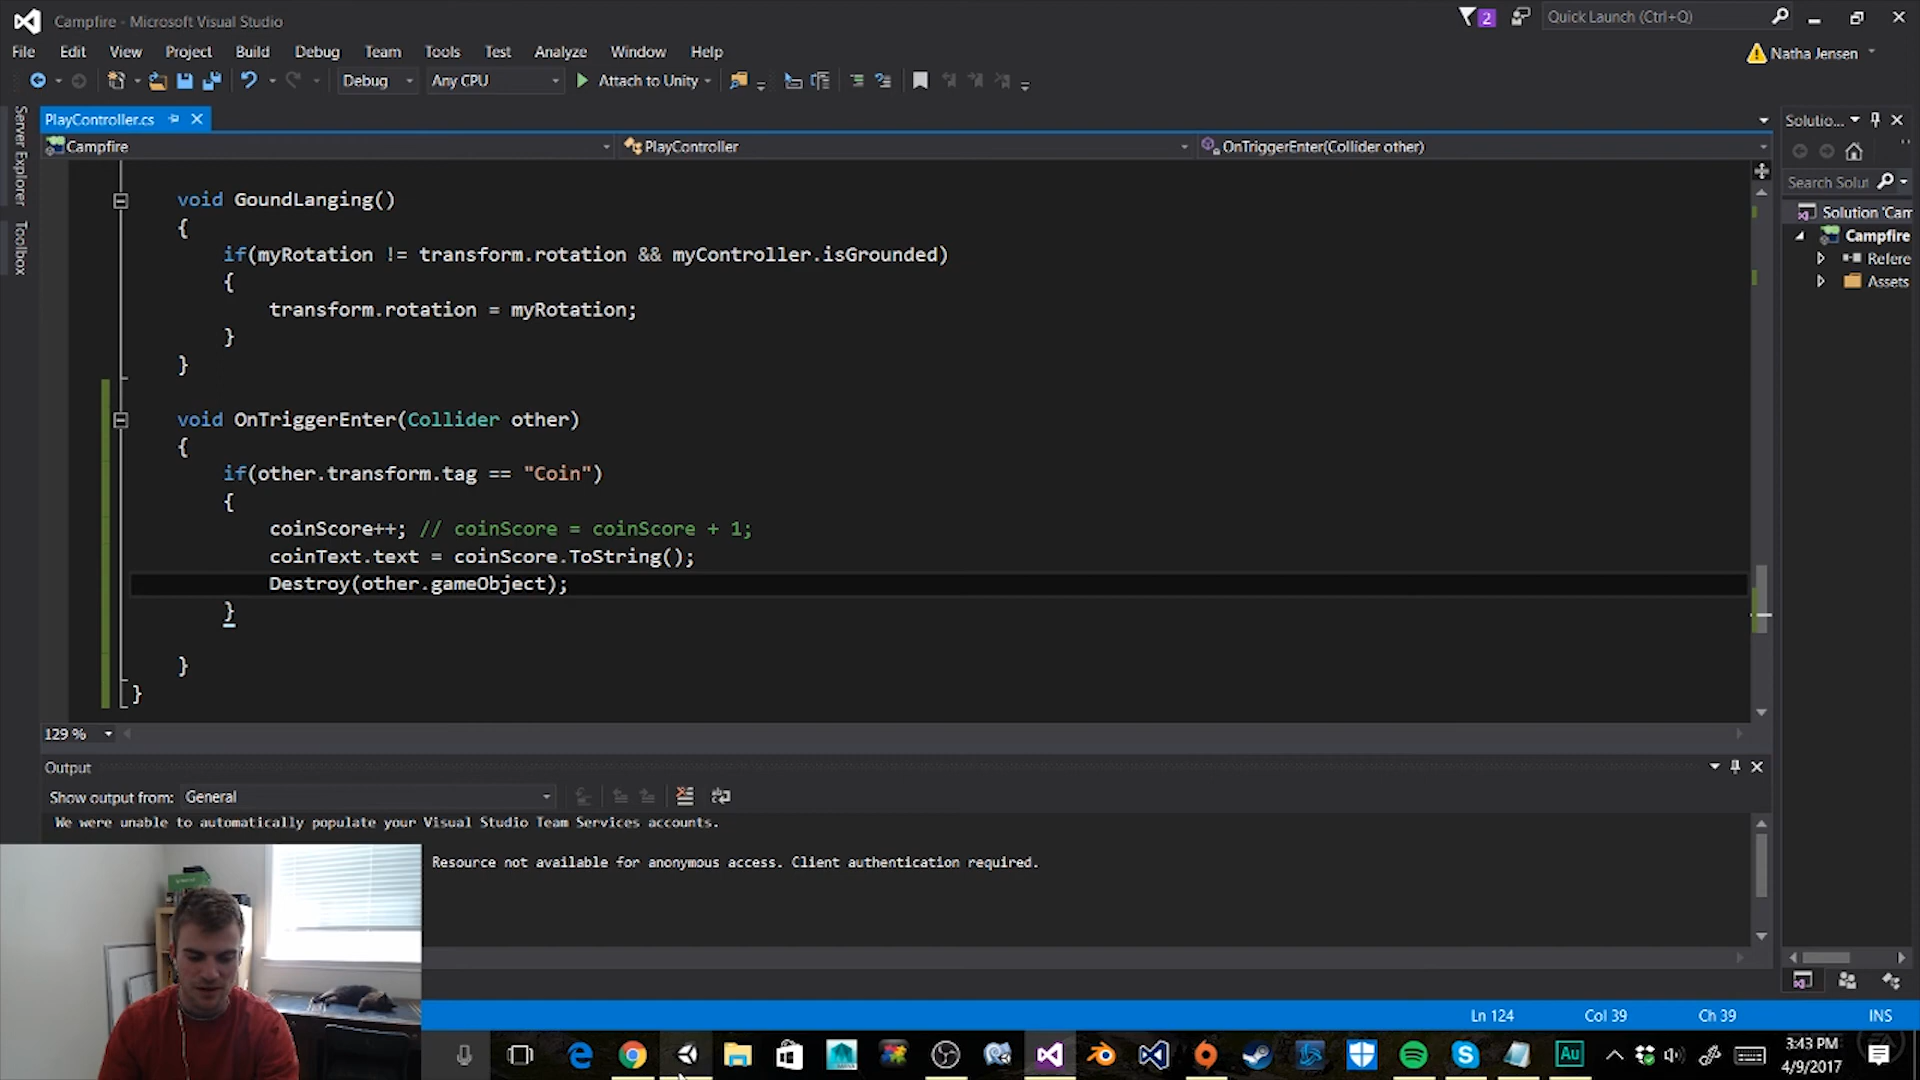 Campfire - Microsoft Visual Studio
2
Quick Launch (Ctrl+Q)
File Edit View Project Build Debug Team Tools Test Analyze Window Help
Natha Jensen
Debug Any CPU Attach to Unity
Server Explorer
Toolbox
PlayController.cs
Campfire
PlayController
OnTriggerEnter(Collider other)
void GoundLanging()
{
if(myRotation != transform.rotation && myController.isGrounded)
{
transform.rotation = myRotation;
}
}
void OnTriggerEnter(Collider other)
{
if(other.transform.tag == "Coin")
{
coinScore++; // coinScore = coinScore + 1;
coinText.text = coinScore.ToString();
Destroy(other.gameObject);
}
}
}
129 %
Solutio...
Search Solut
Solution 'Cam
Campfire
Refere
Assets
Output
Show output from: General
We were unable to automatically populate your Visual Studio Team Services accounts.
Resource not available for anonymous access. Client authentication required.
Ln 124 Col 39 Ch 39 INS
Au
3:43 PM
4/9/2017